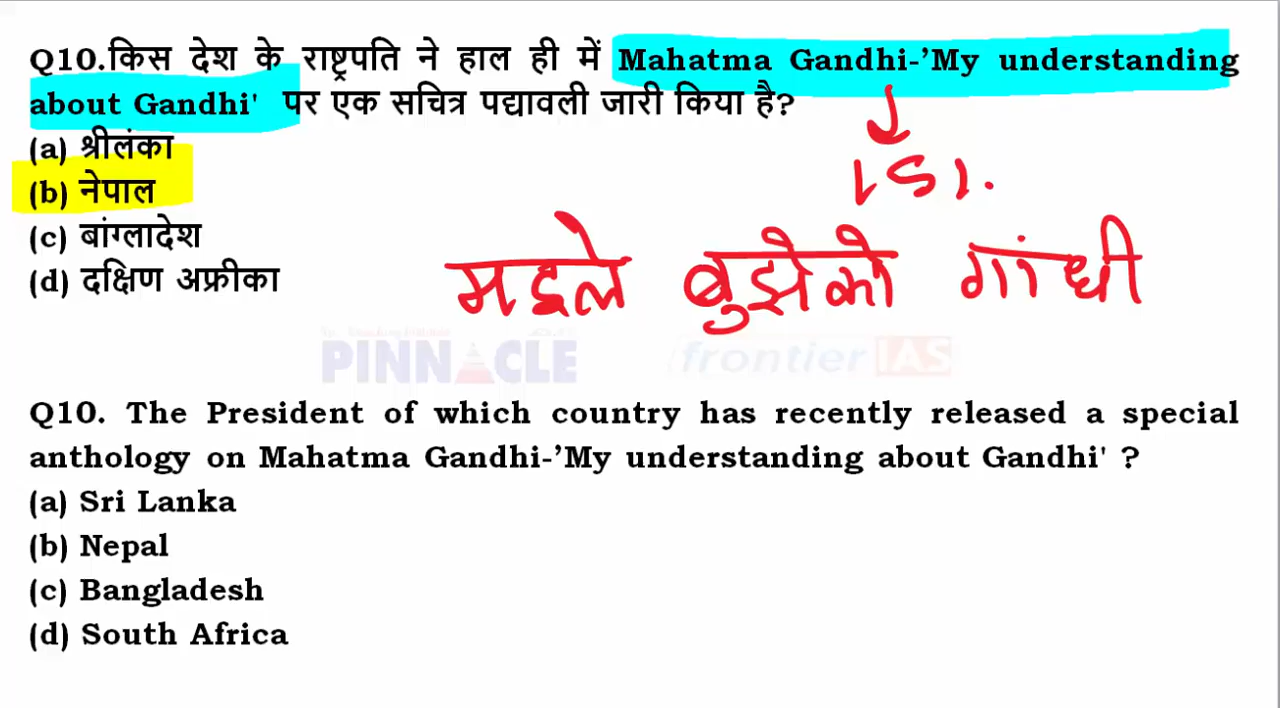 Q10.किस देश के राष्ट्रपति ने हाल ही में Mahatma Gandhi-’My understanding
about Gandhi' पर एक सचित्र पद्यावली जारी किया है?
(a) श्रीलंका
(b) नेपाल
(c) बांग्लादेश
(d) दक्षिण अफ्रीका
151.
मइले बुझेको गांधी
PINNACLE frontier IAS
Q10. The President of which country has recently released a special
anthology on Mahatma Gandhi-’My understanding about Gandhi' ?
(a) Sri Lanka
(b) Nepal
(c) Bangladesh
(d) South Africa